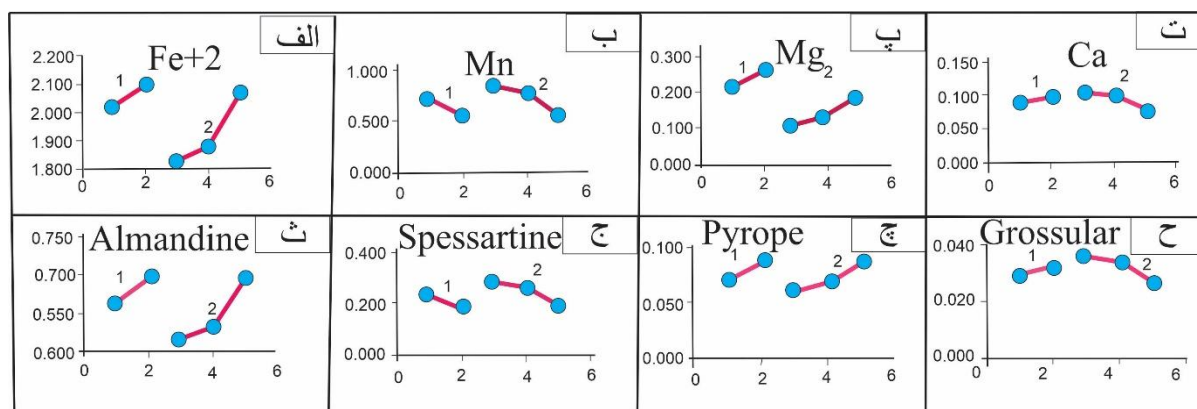 الف
Fe+2
2.200
2.100
2.000
1.900
1.800
1
2
0 2 4 6
ب
Mn
1.000
0.500
0.000
1
2
0 2 4 6
پ
Mg
0.300
0.200
0.100
0.000
1
2
0 2 4 6
ت
Ca
0.150
0.100
0.050
0.000
1
2
0 2 4 6
ث
Almandine
0.750
0.700
0.550
0.600
1
2
0 2 4 6
ج
Spessartine
0.400
0.200
0.000
1
2
0 2 4 6
چ
Pyrope
0.100
0.050
0.000
1
2
0 2 4 6
ح
Grossular
0.040
0.020
0.000
1
2
0 2 4 6